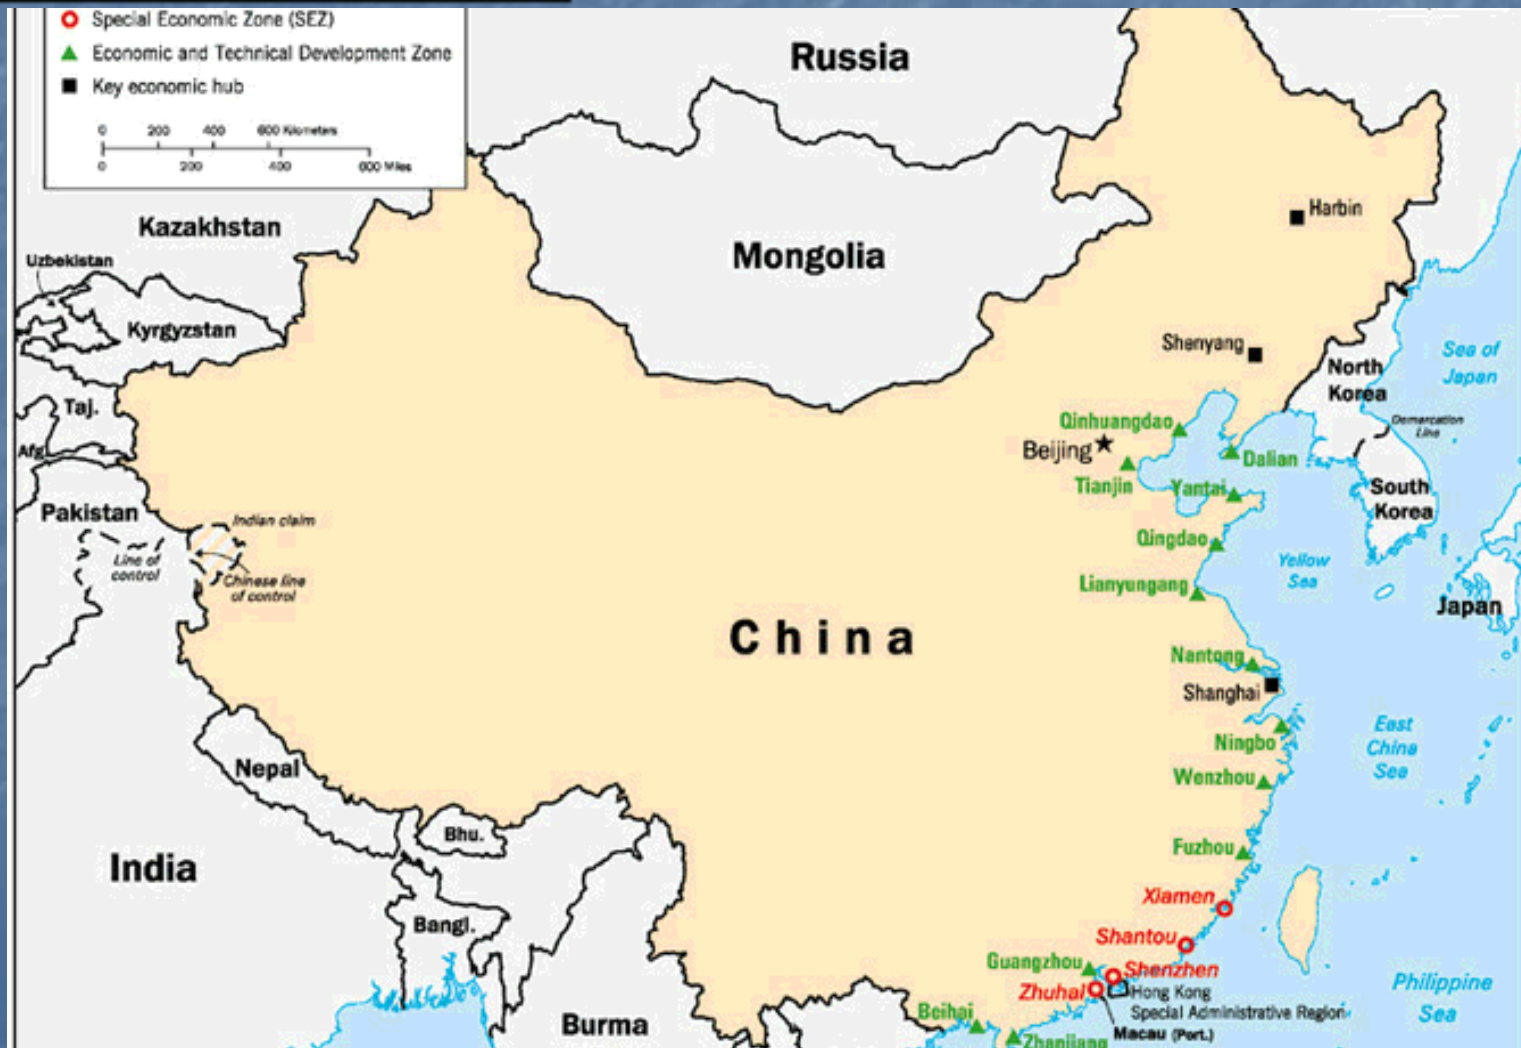 Special Economic Zone (SEZ)
Economic and Technical Development Zone
Key economic hub
0 200 400 600 Kilometers
0 200 400 600 Miles
Russia
Kazakhstan
Harbin
Uzbekistan
Mongolia
Kyrgyzstan
Shenyang
Sea of
Japan
North
Korea
Taj.
Qinhuangdao
Demarcation
Line
Beijing
Afg
Dalian
Tianjin
Yantai
South
Korea
Pakistan
Indian claim
Qingdao
Line of
control
Yellow
Sea
Chinese line
of control
Lianyungang
Japan
China
Nantong
Shanghai
East
China
Sea
Ningbo
Nepal
Wenzhou
Bhu.
Fuzhou
India
Xiamen
Bangl.
Shantou
Guangzhou
Shenzhen
Philippine
Sea
Zhuhai
Hong Kong
Special Administrative Region
Beihai
Burma
Macau (Port.)
Zhanjiang